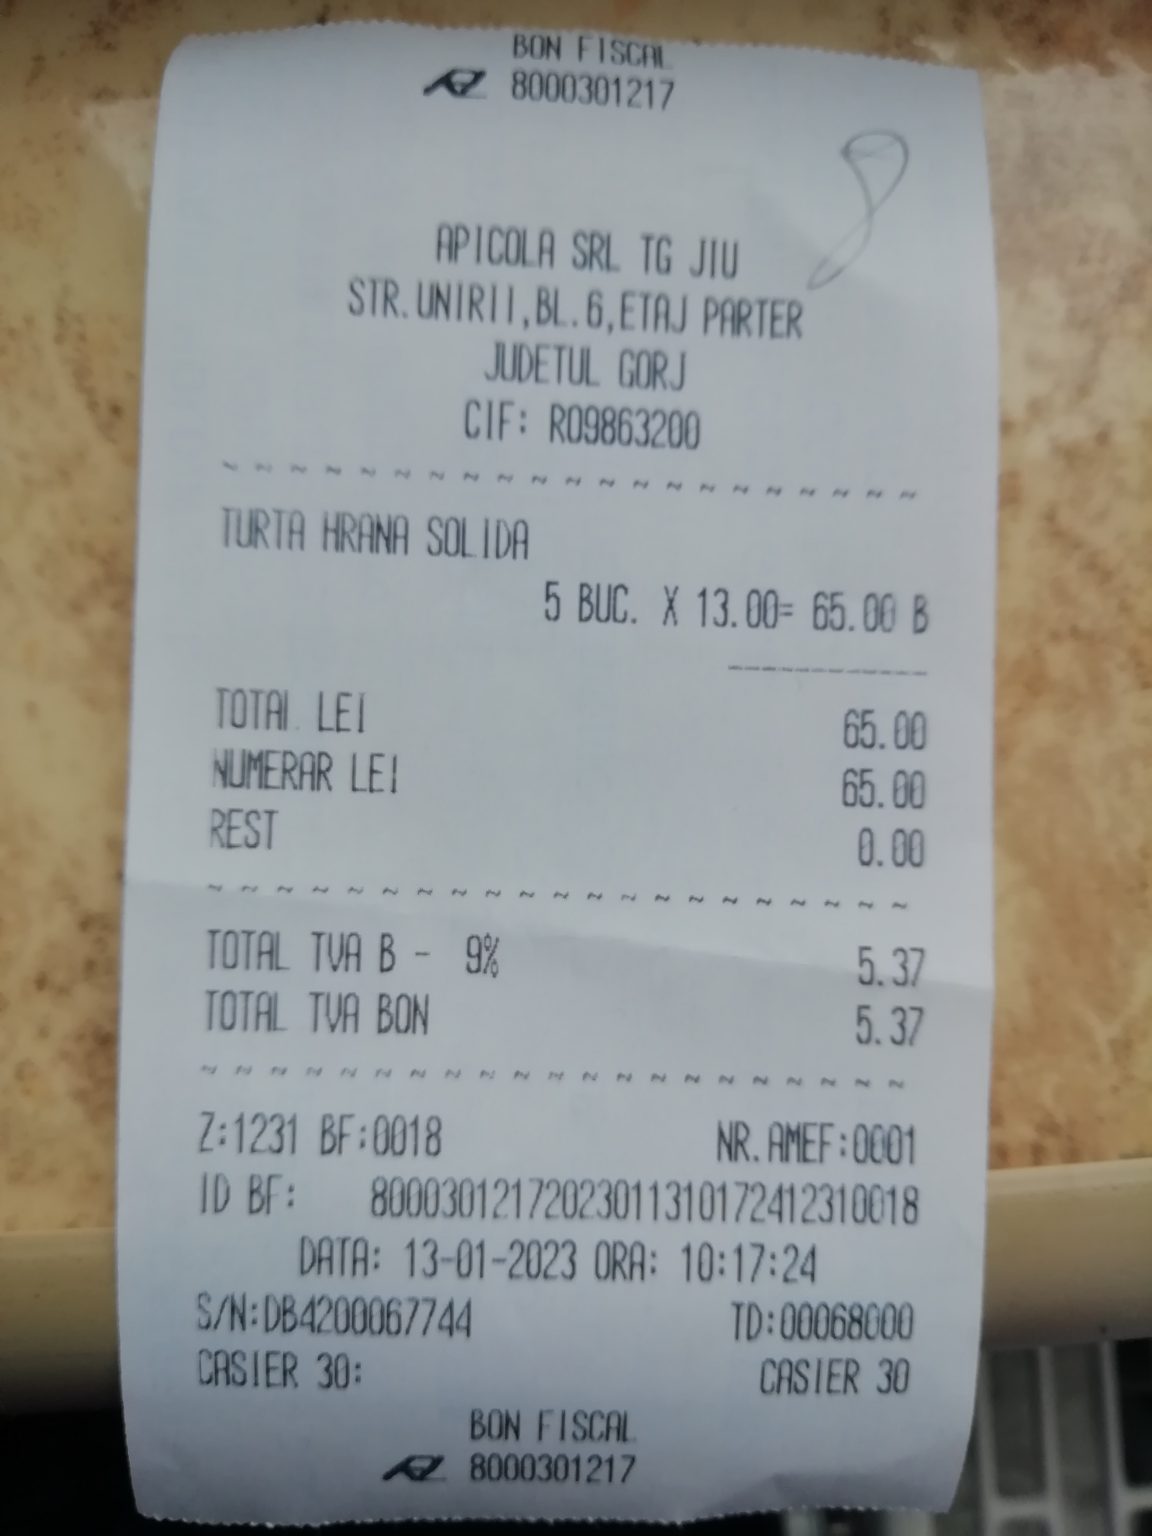 BON FISCAL
8000301217
8
APICOLA SRL TG JIU
STR.UNIRII,BL.6,ETAJ PARTER
JUDETUL GORJ
CIF: RO9863200
~ ~ ~ ~ ~ ~ ~ ~ ~ ~ ~ ~ ~ ~ ~ ~ ~ ~ ~ ~ ~
TURTA HRANA SOLIDA
5 BUC. X 13.00= 65.00 B
----------
TOTAL LEI 65.00
NUMERAR LEI 65.00
REST 0.00
~ ~ ~ ~ ~ ~ ~ ~ ~ ~ ~ ~ ~ ~ ~ ~ ~ ~ ~ ~ ~
TOTAL TVA B - 9% 5.37
TOTAL TVA BON 5.37
~ ~ ~ ~ ~ ~ ~ ~ ~ ~ ~ ~ ~ ~ ~ ~ ~ ~ ~ ~ ~
Z:1231 BF:0018 NR.AMEF:0001
ID BF: 80003012172023011310172412310018
DATA: 13-01-2023 ORA: 10:17:24
S/N:DB4200067744 TD:00068000
CASIER 30: CASIER 30
BON FISCAL
8000301217